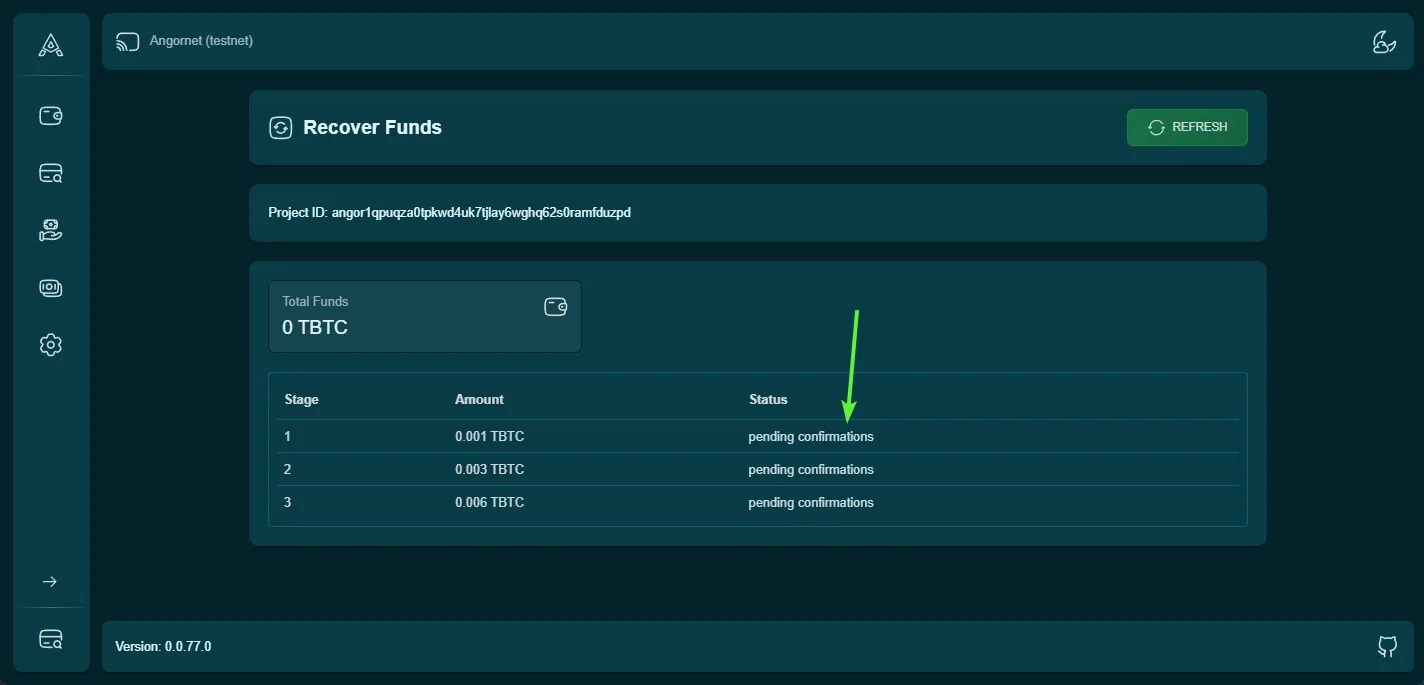 Angornet (testnet)
Recover Funds
REFRESH
Project ID: angor1qpuqza0tpkwd4uk7tjlay6wghq62s0ramfduzpd
Total Funds
0 TBTC
Stage Amount Status
1 0.001 TBTC pending confirmations
2 0.003 TBTC pending confirmations
3 0.006 TBTC pending confirmations
Version: 0.0.77.0